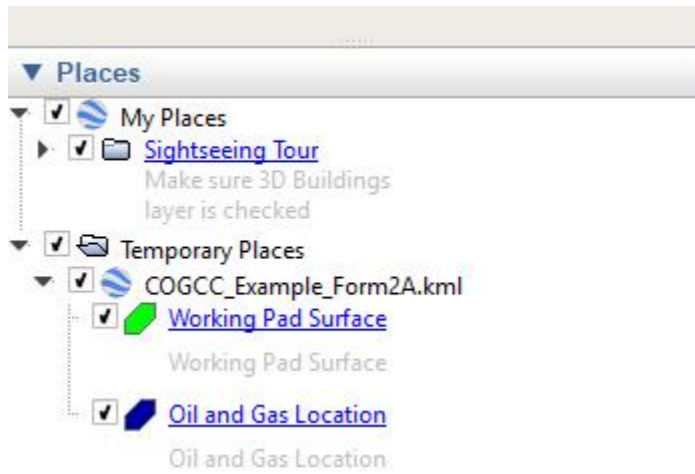 Places
My Places
Sightseeing Tour
Make sure 3D Buildings
layer is checked
Temporary Places
COGCC_Example_Form2A.kml
Working Pad Surface
Working Pad Surface
Oil and Gas Location
Oil and Gas Location